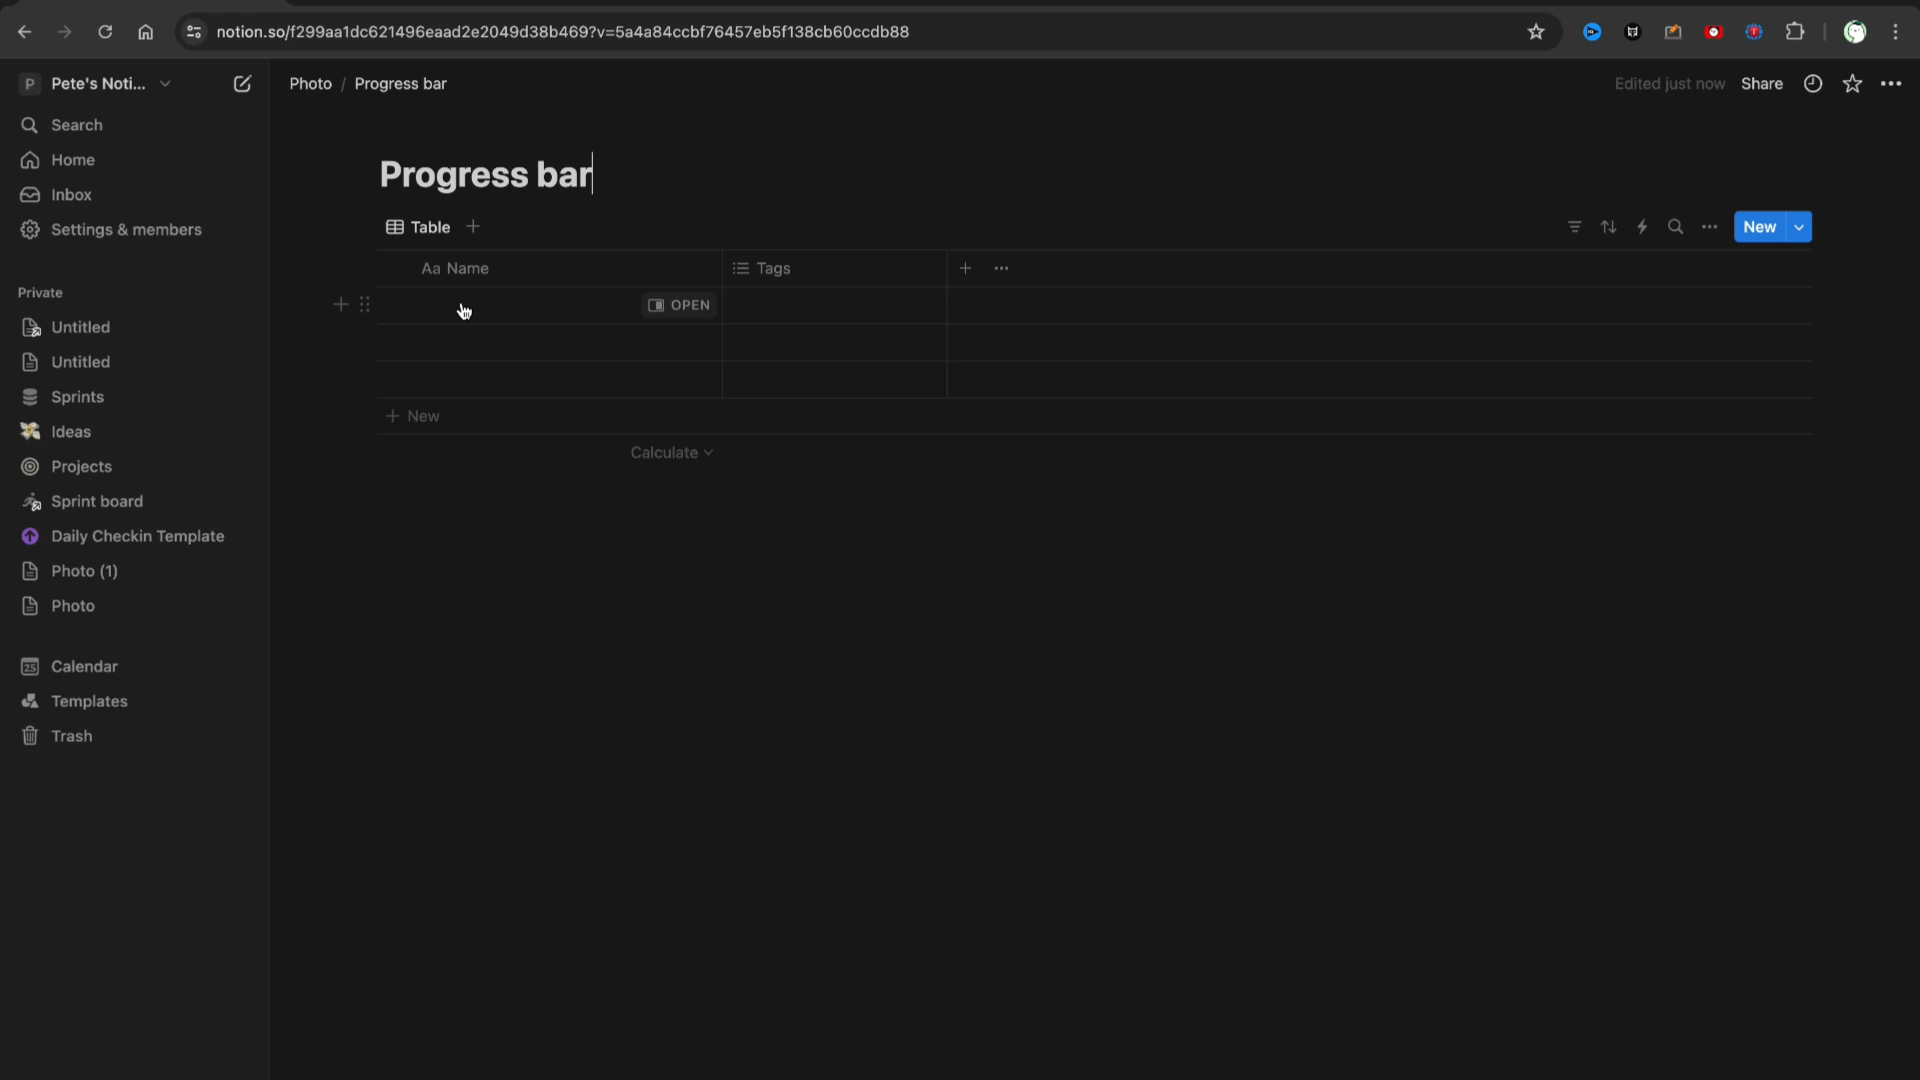 notion.so/f299aa1dc621496eaad2e2049d38b469?v=5a4a84ccbf76457eb5f138cb60ccdb88
P Pete's Noti...
Photo / Progress bar
Edited just now
Share
Search
Home
Inbox
Settings & members
Private
Untitled
Untitled
Sprints
Ideas
Projects
Sprint board
Daily Checkin Template
Photo (1)
Photo
25 Calendar
Templates
Trash
Progress bar
Table
New
Aa Name
Tags
OPEN
New
Calculate